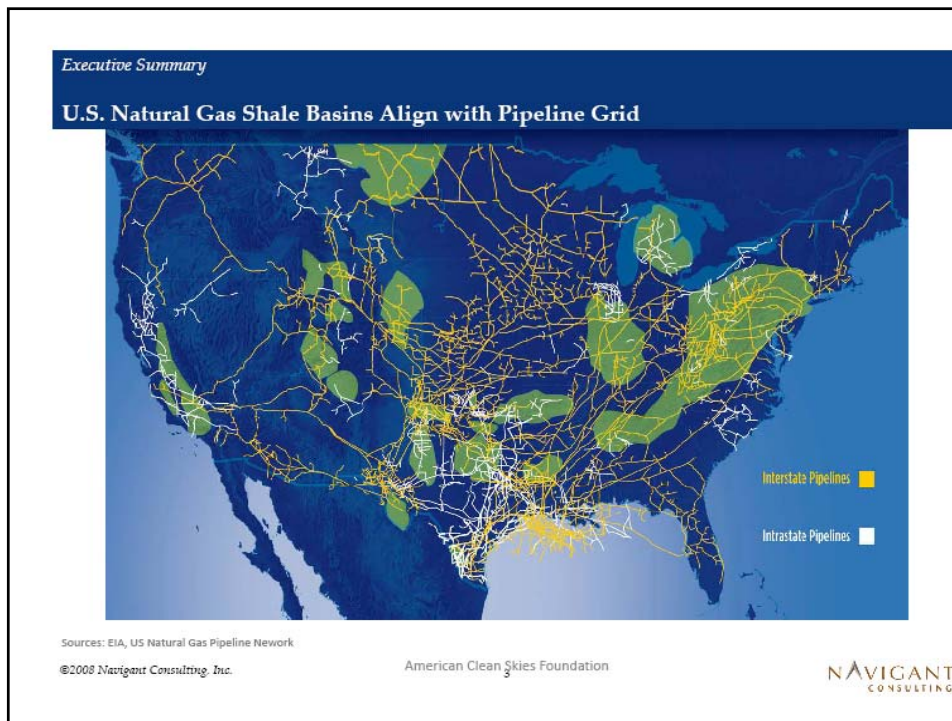 Executive Summary
U.S. Natural Gas Shale Basins Align with Pipeline Grid
Interstate Pipelines
Intrastate Pipelines
Sources: EIA, US Natural Gas Pipeline Nework
©2008 Navigant Consulting, Inc.
American Clean Skies Foundation
3
NAVIGANT
CONSULTING